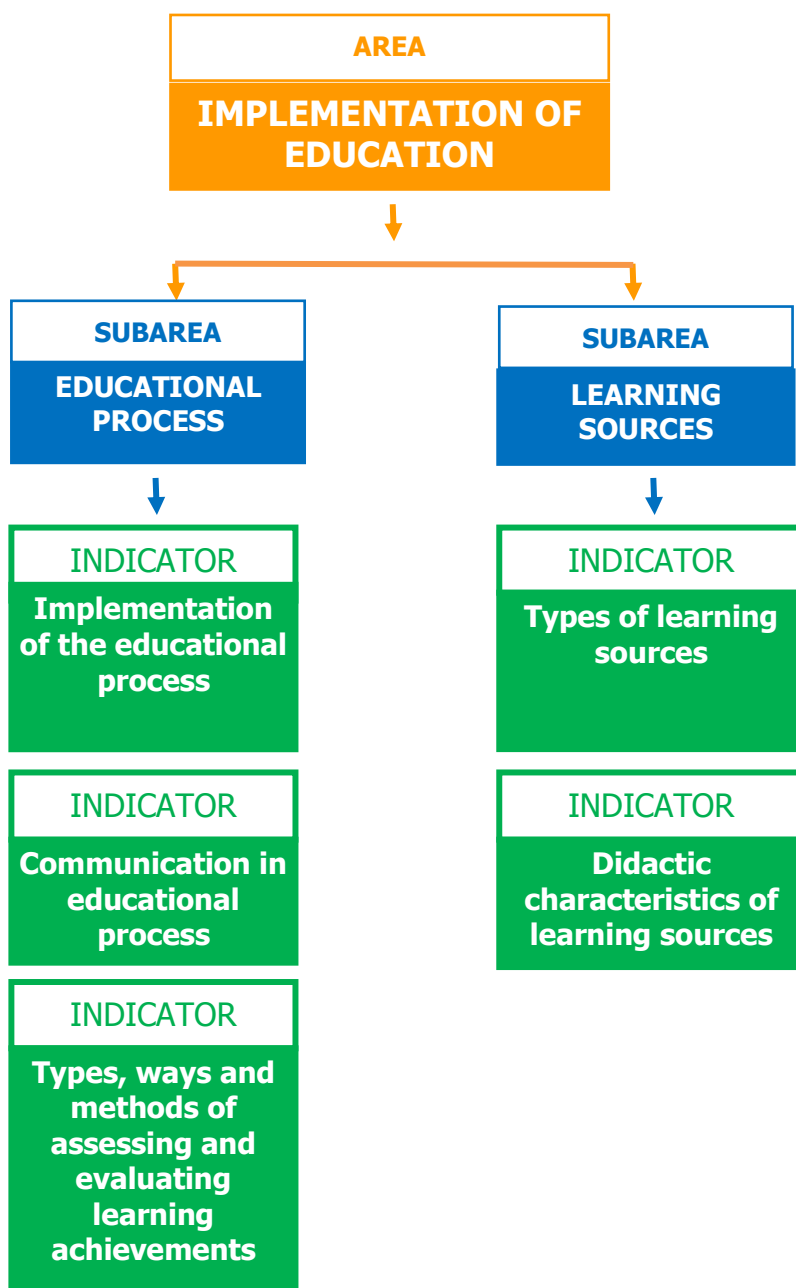 AREA
IMPLEMENTATION OF
EDUCATION
SUBAREA
EDUCATIONAL
PROCESS
INDICATOR
Implementation
of the educational
process
INDICATOR
Communication in
educational
process
INDICATOR
Types, ways and
methods of
assessing and
evaluating
learning
achievements
SUBAREA
LEARNING
SOURCES
INDICATOR
Types of learning
sources
INDICATOR
Didactic
characteristics of
learning sources